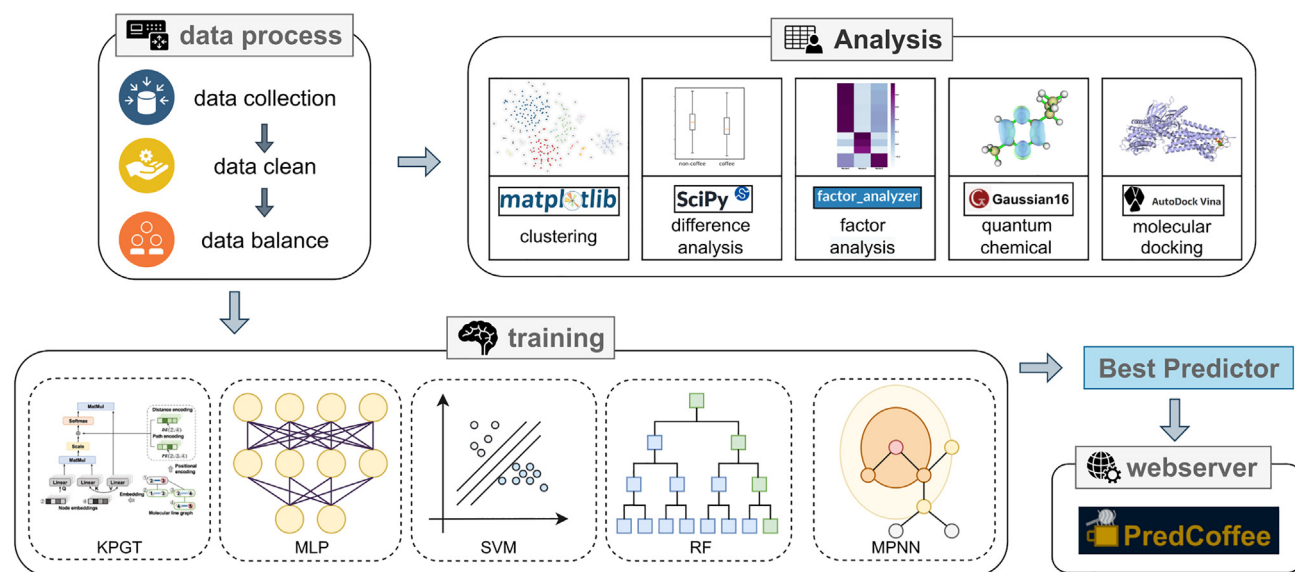 data process
data collection
data clean
data balance
Analysis
non-coffee coffee
matplotlib
clustering
SciPy
difference
analysis
factor_analyzer
factor
analysis
Gaussian16
quantum
chemical
AutoDock Vina
molecular
docking
training
MatMul
Softmax
Scale
MatMul
Linear Linear Linear
Q K V
Node embeddings
Distance encoding
Path encoding
Positional
encoding
Embedding
Molecular line graph
KPGT
MLP
SVM
RF
MPNN
Best Predictor
webserver
PredCoffee